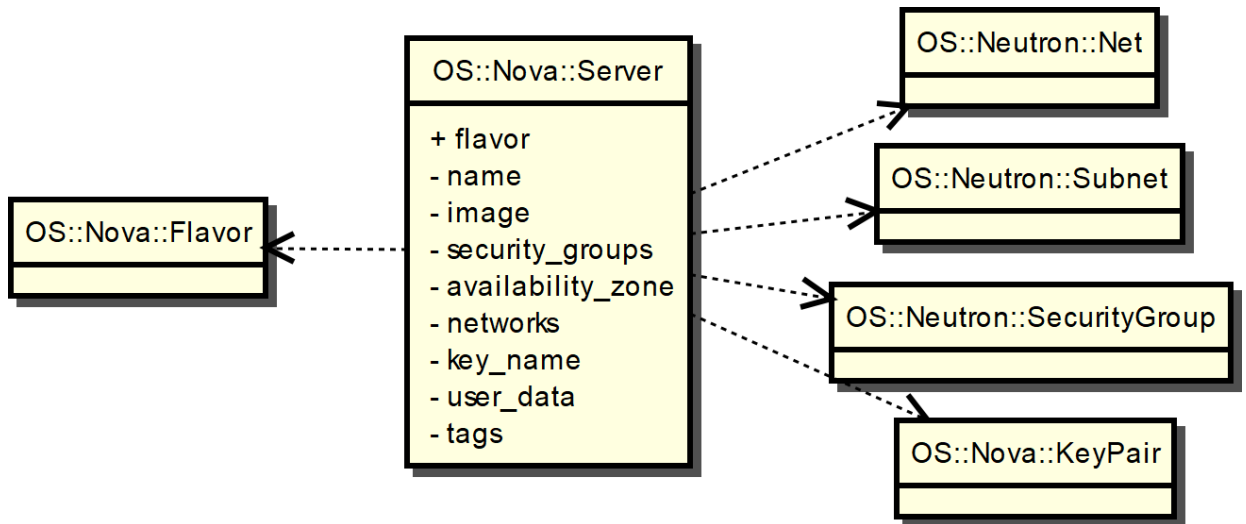 OS::Nova::Flavor
OS::Nova::Server
+ flavor
- name
- image
- security_groups
- availability_zone
- networks
- key_name
- user_data
- tags
OS::Neutron::Net
OS::Neutron::Subnet
OS::Neutron::SecurityGroup
OS::Nova::KeyPair